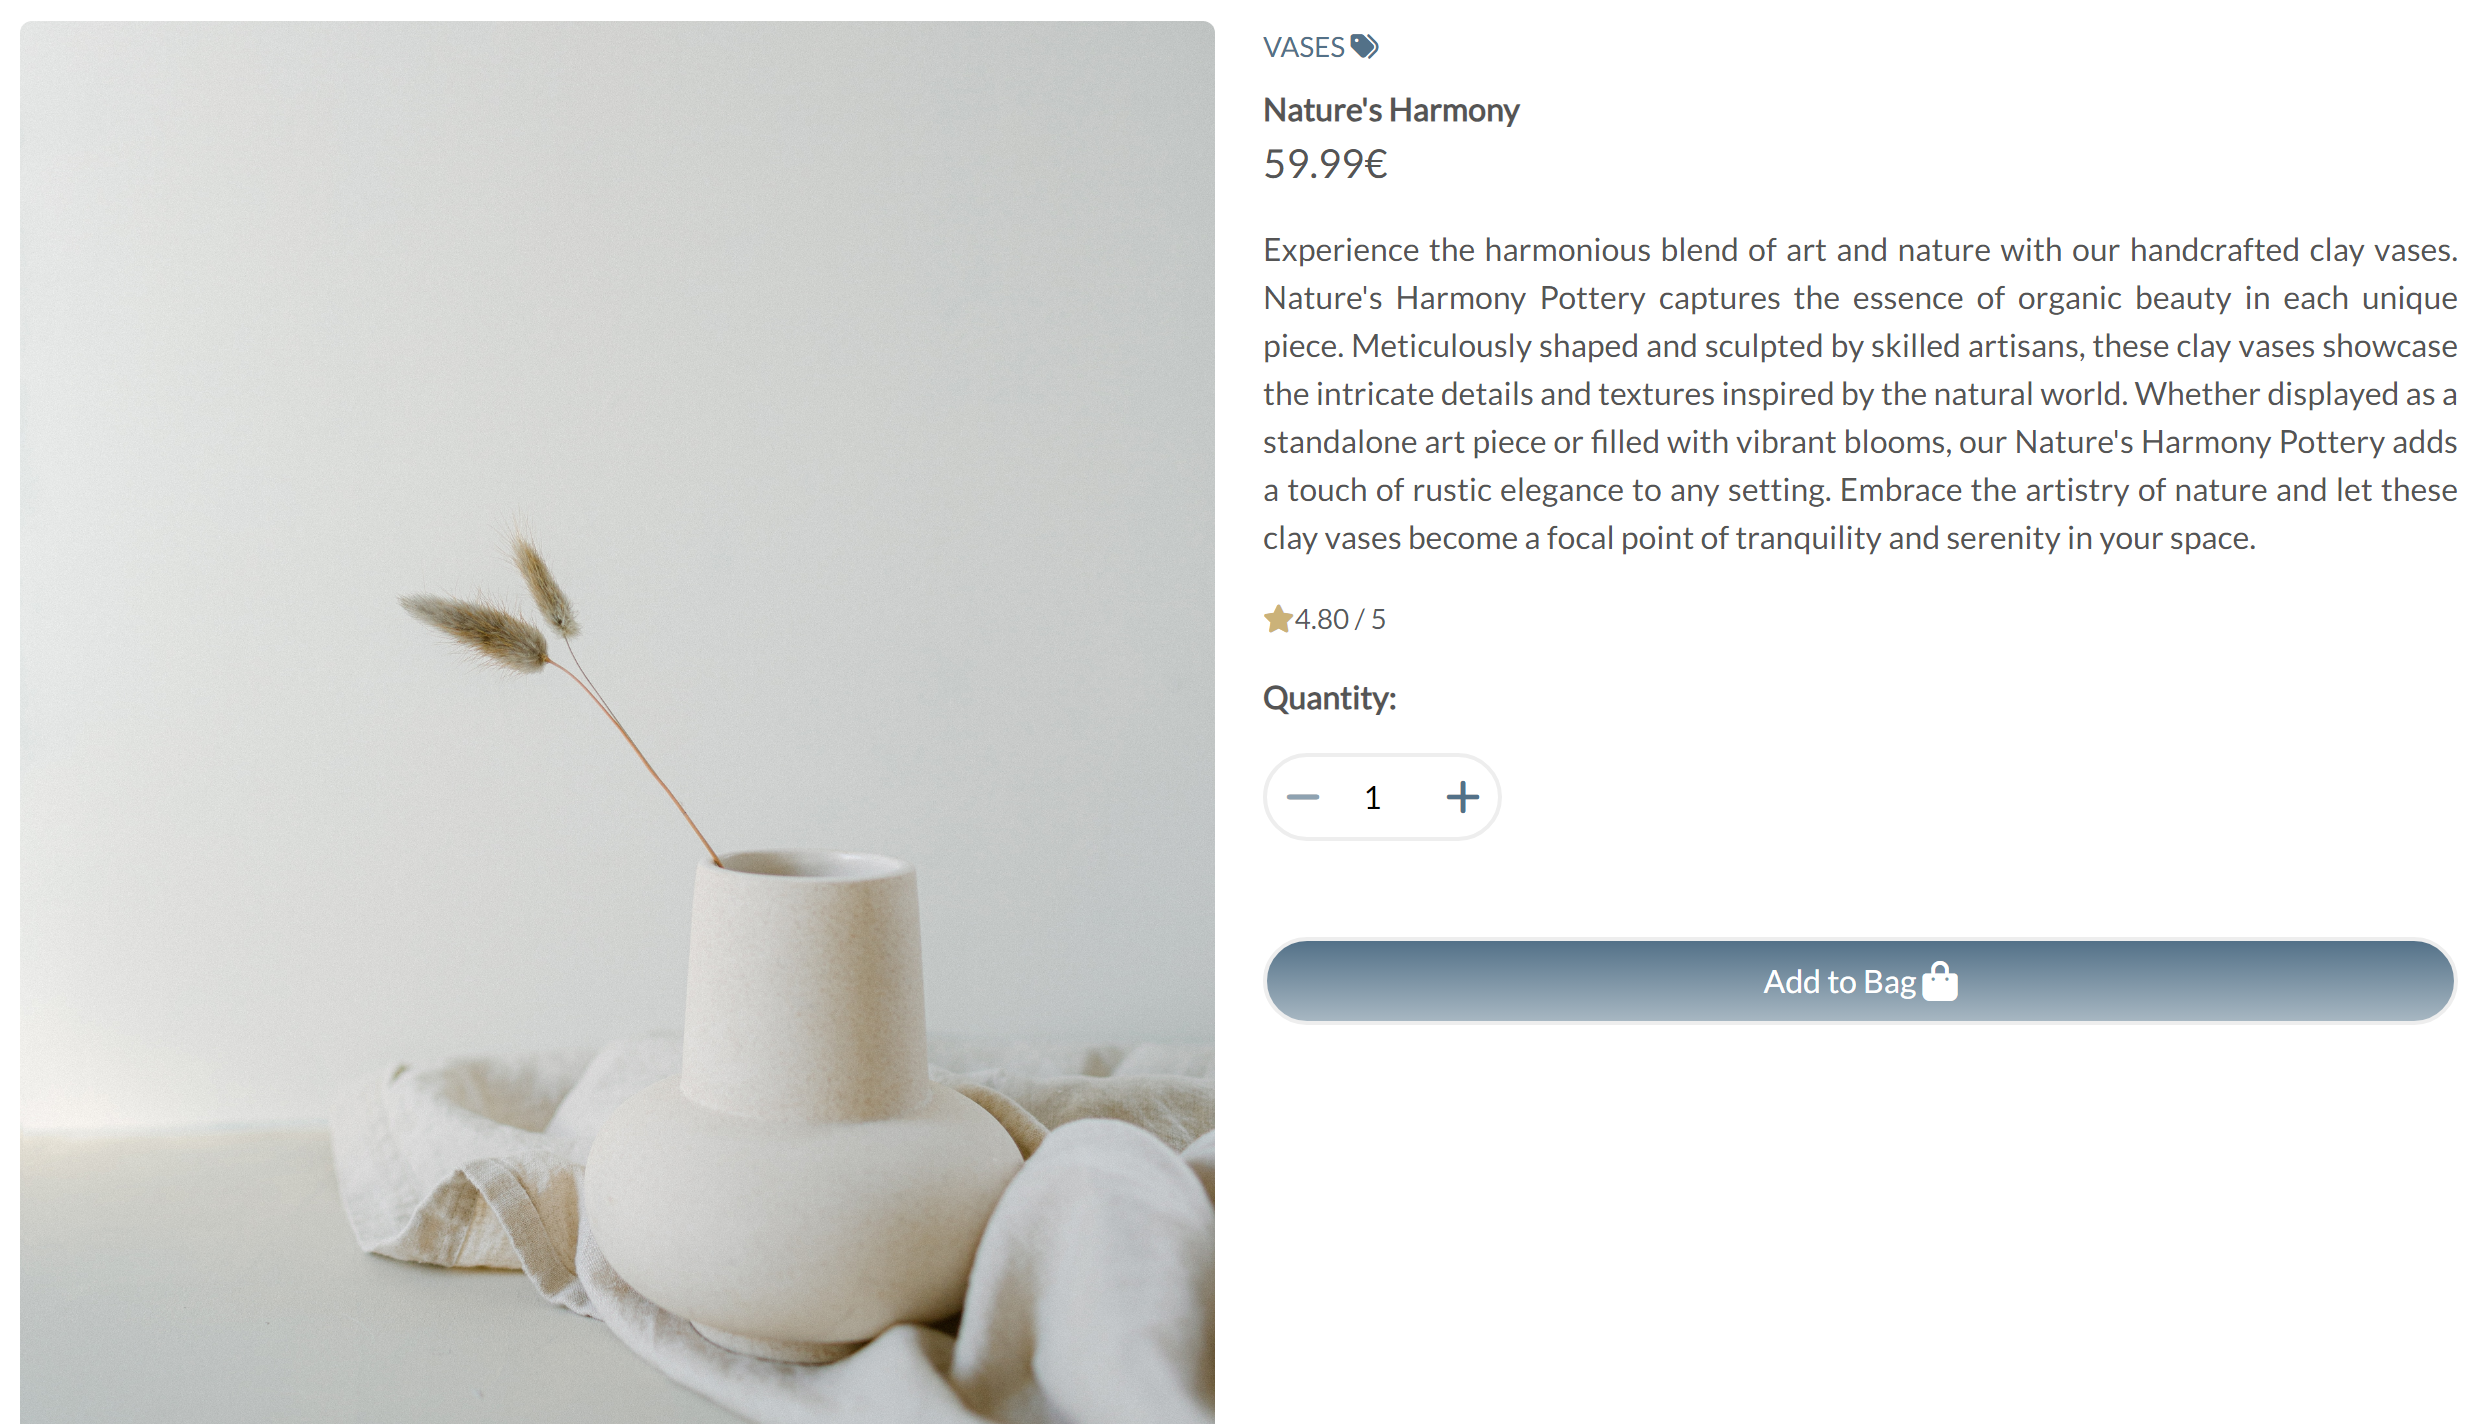 VASES
Nature's Harmony
59.99€
Experience the harmonious blend of art and nature with our handcrafted clay vases.
Nature's Harmony Pottery captures the essence of organic beauty in each unique
piece. Meticulously shaped and sculpted by skilled artisans, these clay vases showcase
the intricate details and textures inspired by the natural world. Whether displayed as a
standalone art piece or filled with vibrant blooms, our Nature's Harmony Pottery adds
a touch of rustic elegance to any setting. Embrace the artistry of nature and let these
clay vases become a focal point of tranquility and serenity in your space.
4.80 / 5
Quantity:
1
Add to Bag